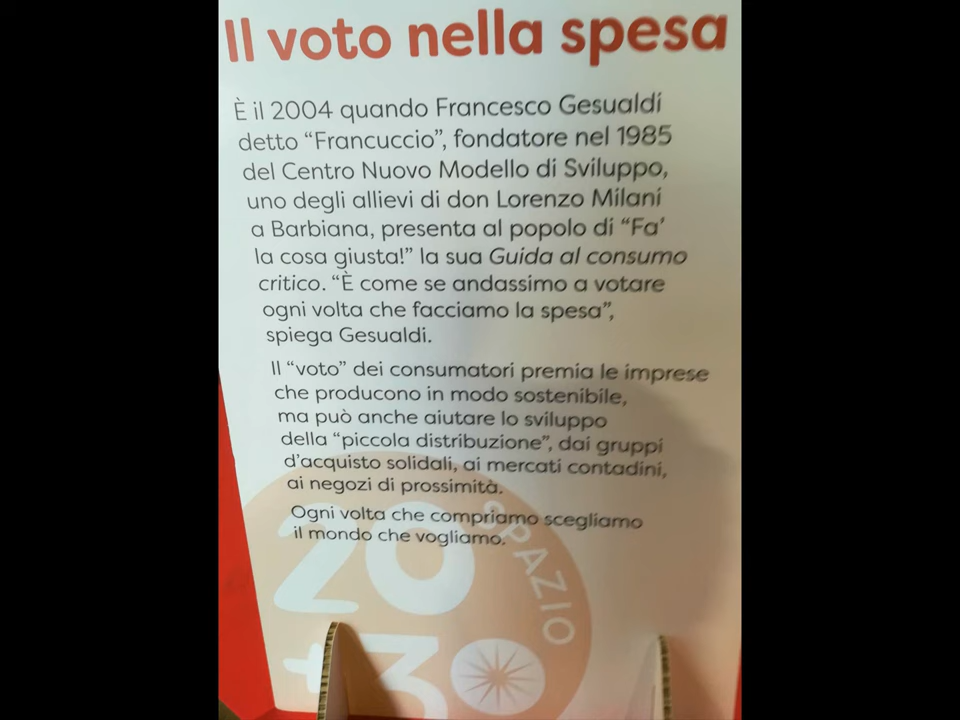 Il voto nella spesa
È il 2004 quando Francesco Gesualdi
detto “Francuccio”, fondatore nel 1985
del Centro Nuovo Modello di Sviluppo,
uno degli allievi di don Lorenzo Milani
a Barbiana, presenta al popolo di “Fa’
la cosa giusta!” la sua Guida al consumo
critico. “È come se andassimo a votare
ogni volta che facciamo la spesa”,
spiega Gesualdi.
Il “voto” dei consumatori premia le imprese
che producono in modo sostenibile,
ma può anche aiutare lo sviluppo
della “piccola distribuzione”, dai gruppi
d’acquisto solidali, ai mercati contadini,
ai negozi di prossimità.
Ogni volta che compriamo scegliamo
il mondo che vogliamo.
SPAZIO
20
+30